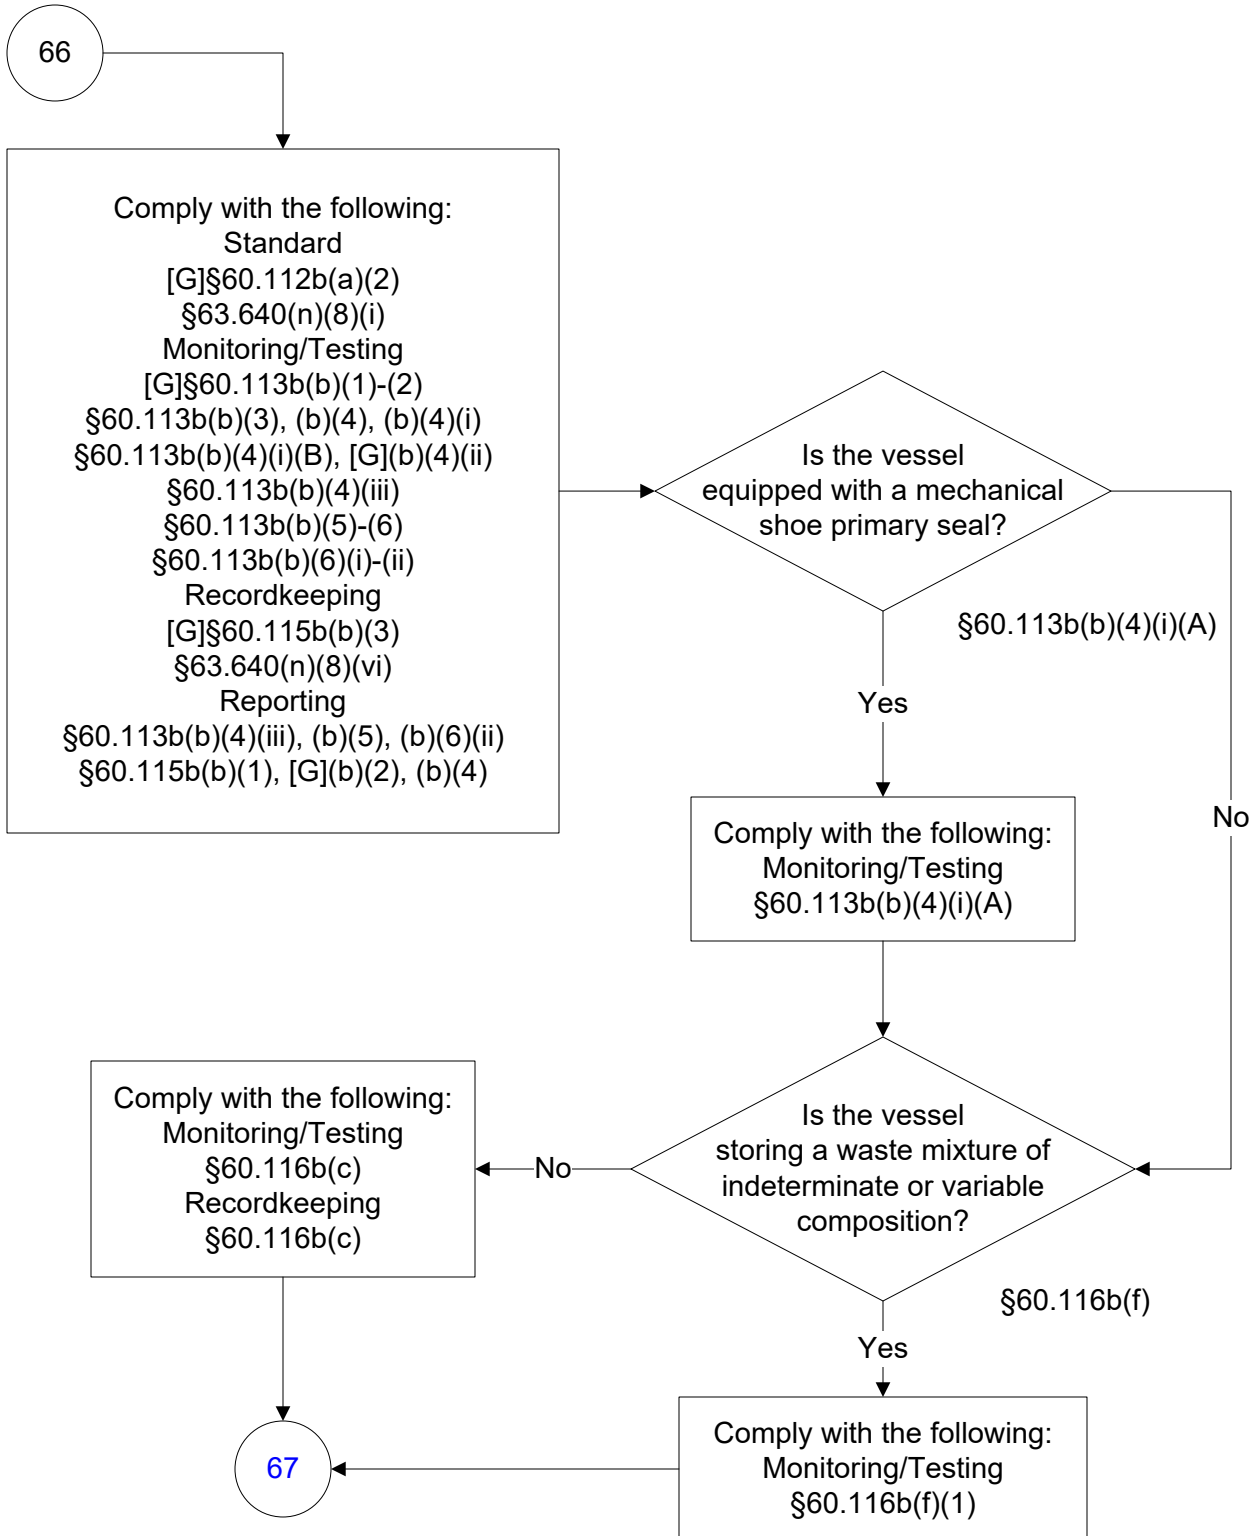 66
Comply with the following:
Standard
[G]§60.112b(a)(2)
§63.640(n)(8)(i)
Monitoring/Testing
[G]§60.113b(b)(1)-(2)
§60.113b(b)(3), (b)(4), (b)(4)(i)
§60.113b(b)(4)(i)(B), [G](b)(4)(ii)
§60.113b(b)(4)(iii)
§60.113b(b)(5)-(6)
§60.113b(b)(6)(i)-(ii)
Recordkeeping
[G]§60.115b(b)(3)
§63.640(n)(8)(vi)
Reporting
§60.113b(b)(4)(iii), (b)(5), (b)(6)(ii)
§60.115b(b)(1), [G](b)(2), (b)(4)
Is the vessel
equipped with a mechanical
shoe primary seal?
§60.113b(b)(4)(i)(A)
Yes
No
Comply with the following:
Monitoring/Testing
§60.113b(b)(4)(i)(A)
Is the vessel
storing a waste mixture of
indeterminate or variable
composition?
§60.116b(f)
No
Yes
Comply with the following:
Monitoring/Testing
§60.116b(c)
Recordkeeping
§60.116b(c)
Comply with the following:
Monitoring/Testing
§60.116b(f)(1)
67